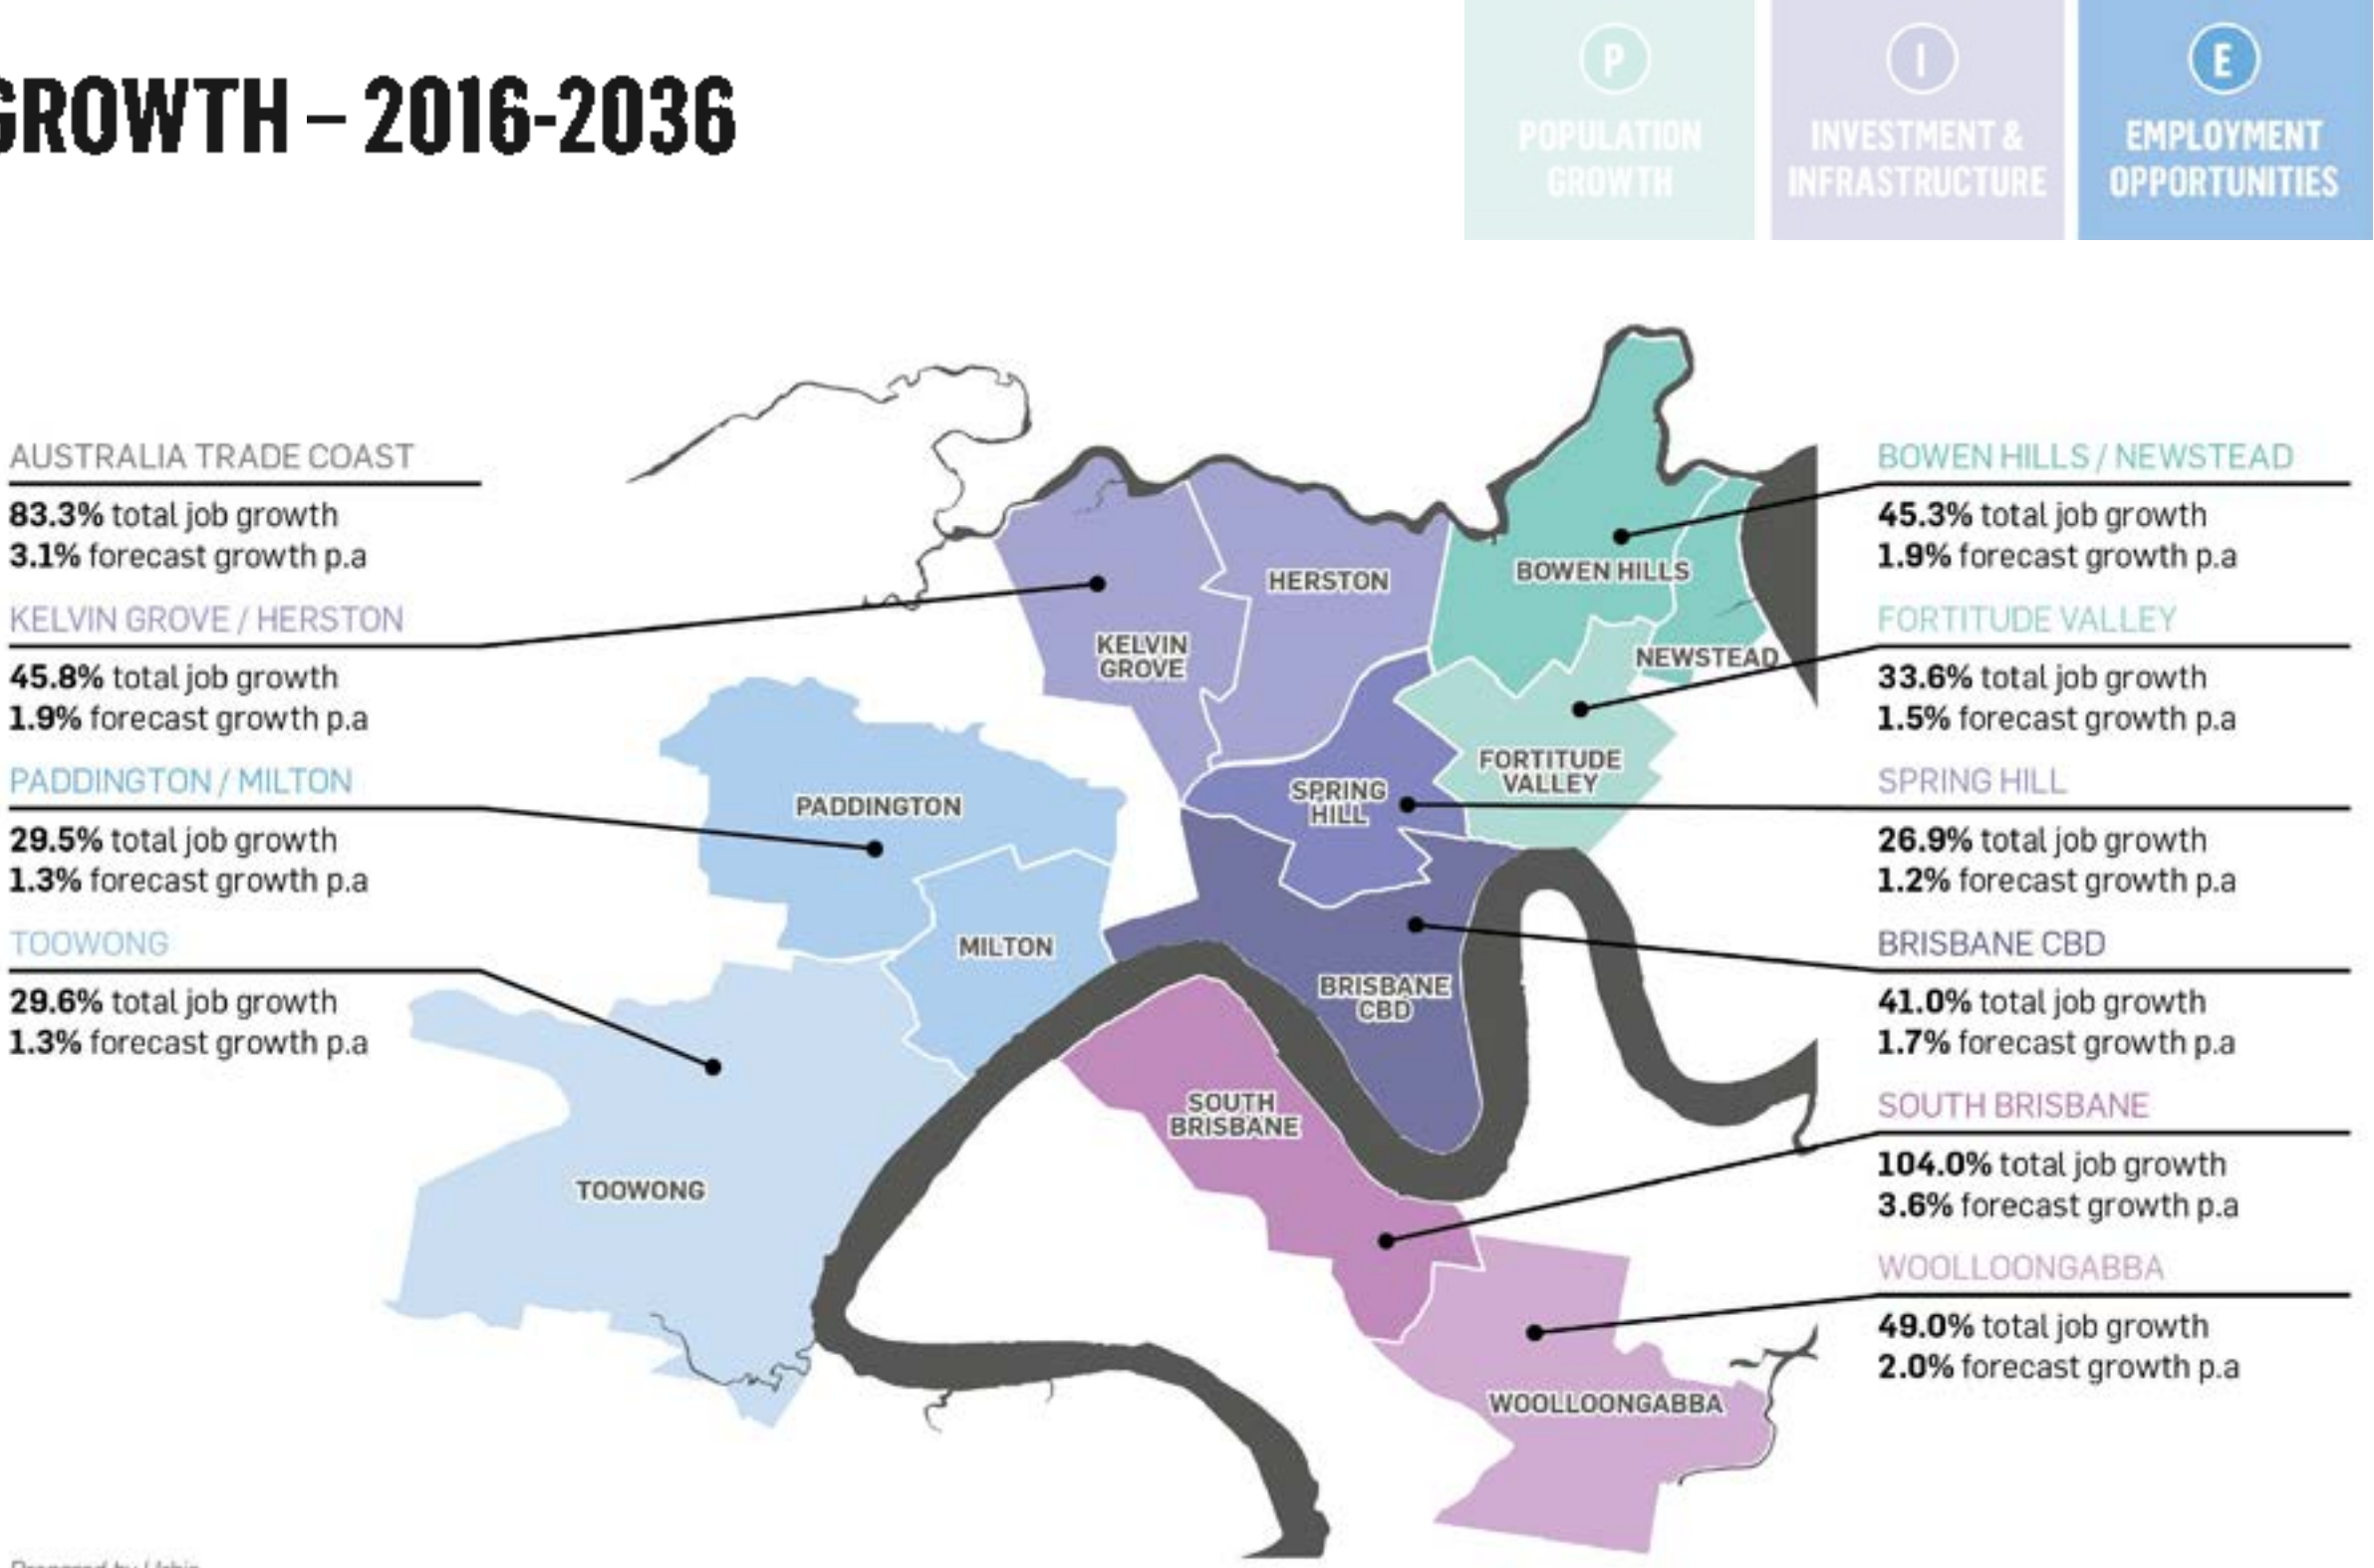 GROWTH – 2016-2036
P
POPULATION
GROWTH
I
INVESTMENT &
INFRASTRUCTURE
E
EMPLOYMENT
OPPORTUNITIES
AUSTRALIA TRADE COAST
83.3% total job growth
3.1% forecast growth p.a
KELVIN GROVE / HERSTON
45.8% total job growth
1.9% forecast growth p.a
PADDINGTON / MILTON
29.5% total job growth
1.3% forecast growth p.a
TOOWONG
29.6% total job growth
1.3% forecast growth p.a
HERSTON
BOWEN HILLS
KELVIN
GROVE
NEWSTEAD
FORTITUDE
VALLEY
SPRING
HILL
PADDINGTON
MILTON
BRISBANE
CBD
SOUTH
BRISBANE
TOOWONG
WOOLLOONGABBA
BOWEN HILLS / NEWSTEAD
45.3% total job growth
1.9% forecast growth p.a
FORTITUDE VALLEY
33.6% total job growth
1.5% forecast growth p.a
SPRING HILL
26.9% total job growth
1.2% forecast growth p.a
BRISBANE CBD
41.0% total job growth
1.7% forecast growth p.a
SOUTH BRISBANE
104.0% total job growth
3.6% forecast growth p.a
WOOLLOONGABBA
49.0% total job growth
2.0% forecast growth p.a
Prepared by